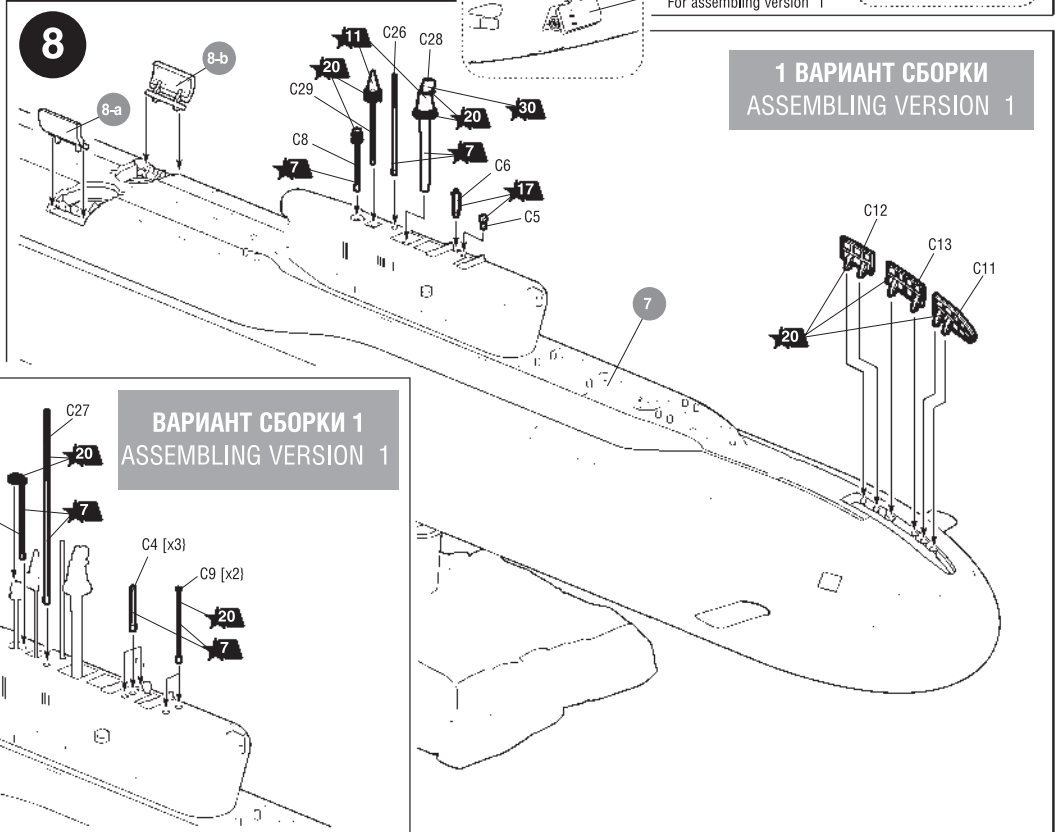 For assembling version 1
8
1 ВАРИАНТ СБОРКИ
ASSEMBLING VERSION 1
8-b
8-a
11
C26
C28
20
C29
30
20
C8
7
7
C6
17
C5
C12
C13
C11
7
20
ВАРИАНТ СБОРКИ 1
ASSEMBLING VERSION 1
C27
20
7
C4 [x3}
C9 [x2}
20
7